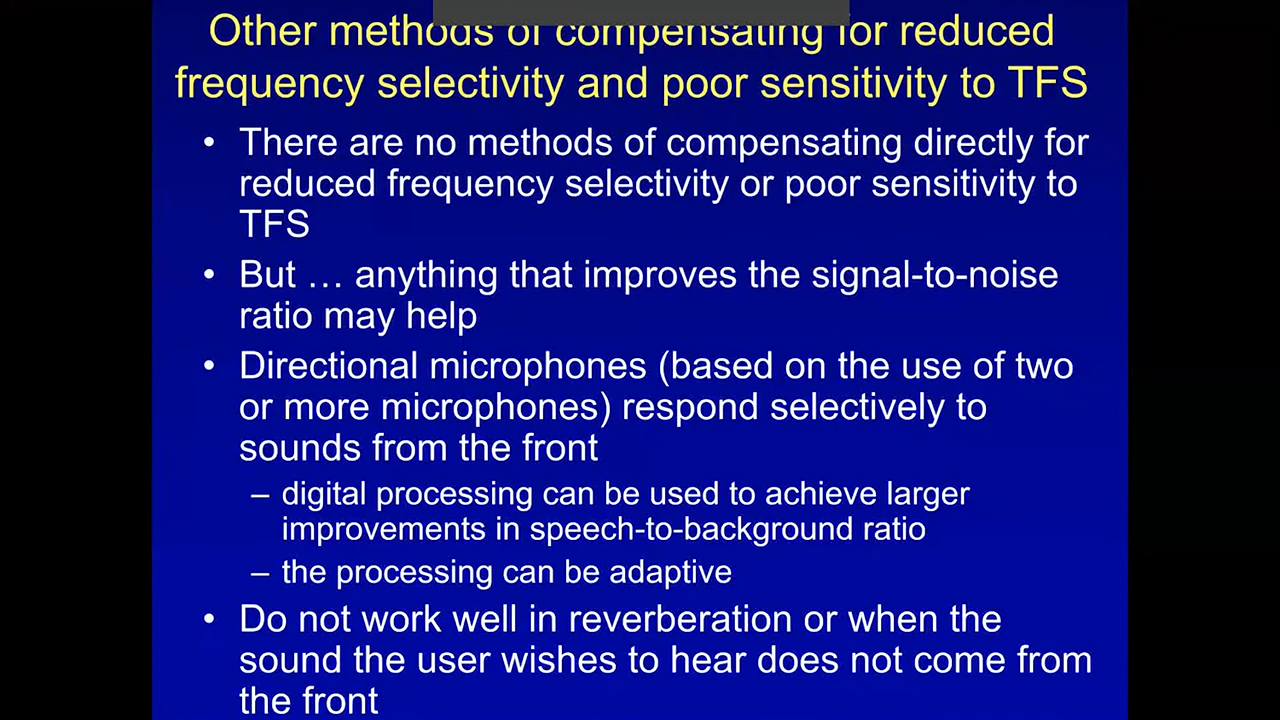 Other methods of compensating for reduced
frequency selectivity and poor sensitivity to TFS
• There are no methods of compensating directly for
reduced frequency selectivity or poor sensitivity to
TFS
• But … anything that improves the signal-to-noise
ratio may help
• Directional microphones (based on the use of two
or more microphones) respond selectively to
sounds from the front
– digital processing can be used to achieve larger
improvements in speech-to-background ratio
– the processing can be adaptive
• Do not work well in reverberation or when the
sound the user wishes to hear does not come from
the front